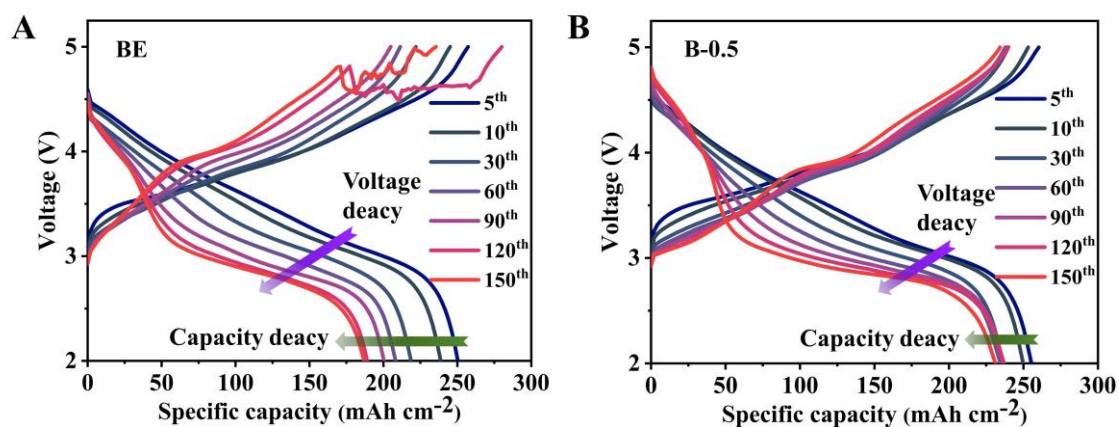 A
BE
5
4
3
2
Voltage (V)
5th
10th
30th
60th
90th
120th
150th
Voltage
deacy
Capacity deacy
0 50 100 150 200 250 300
Specific capacity (mAh cm-2)
B
B-0.5
5
4
3
2
Voltage (V)
5th
10th
30th
60th
90th
120th
150th
Voltage
deacy
Capacity deacy
0 50 100 150 200 250 300
Specific capacity (mAh cm-2)